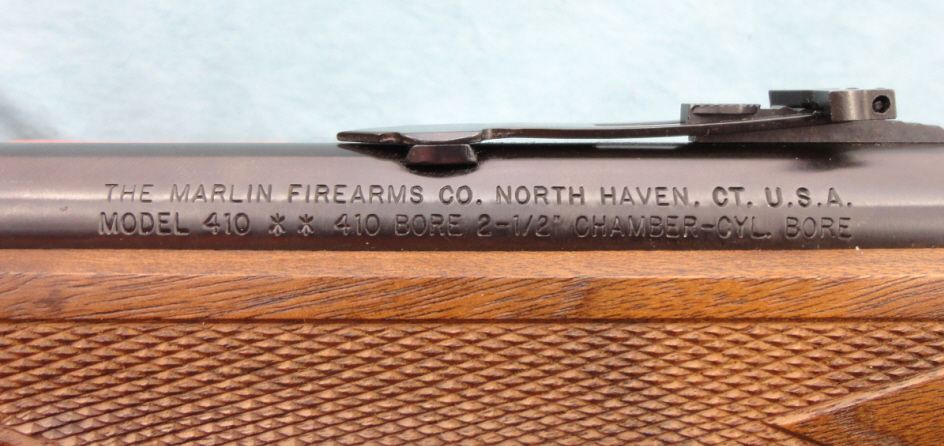 THE MARLIN FIREARMS CO. NORTH HAVEN, CT. U.S.A.
MODEL 410 ** 410 BORE 2-1/2" CHAMBER-CYL. BORE